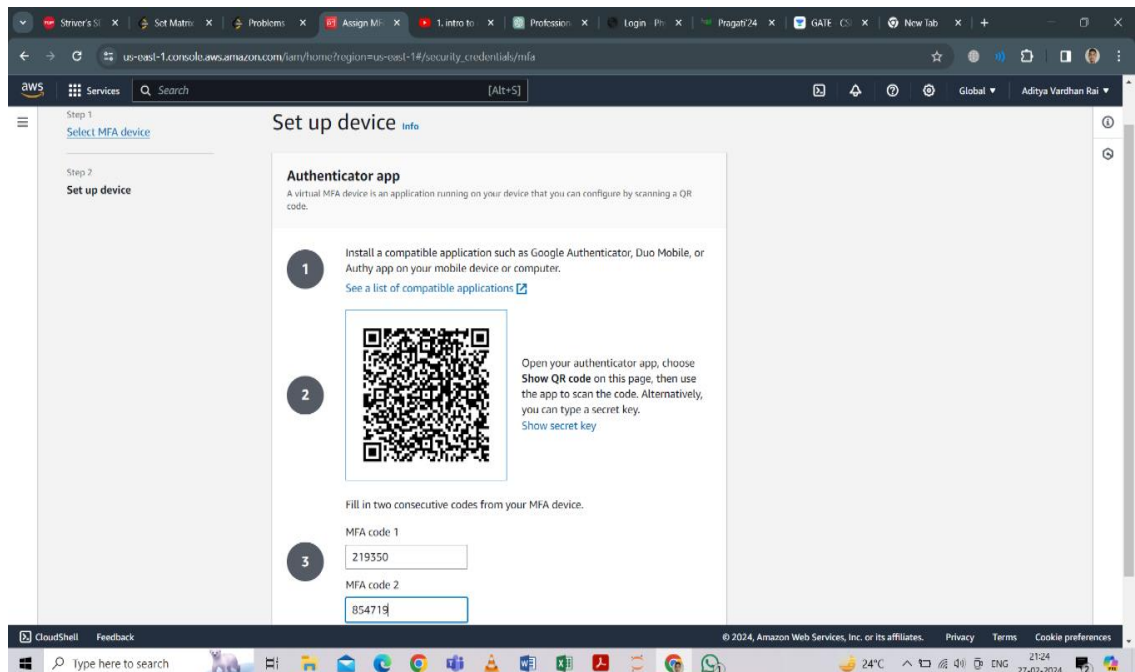 Striver's S
Set Matrix
Problems
Assign MF
1. intro to
Profession
Login
Pragati'24
GATE CS
New Tab
us-east-1.console.aws.amazon.com/iam/home?region=us-east-1#/security_credentials/mfa
aws
Services
Search
[Alt+S]
Global
Aditya Vardhan Rai
Step 1
Select MFA device
Step 2
Set up device
Set up device Info
Authenticator app
A virtual MFA device is an application running on your device that you can configure by scanning a QR
code.
1
Install a compatible application such as Google Authenticator, Duo Mobile, or
Authy app on your mobile device or computer.
See a list of compatible applications
2
Open your authenticator app, choose
Show QR code on this page, then use
the app to scan the code. Alternatively,
you can type a secret key.
Show secret key
Fill in two consecutive codes from your MFA device.
3
MFA code 1
219350
MFA code 2
854719
CloudShell Feedback
© 2024, Amazon Web Services, Inc. or its affiliates. Privacy Terms Cookie preferences
Type here to search
24°C
ENG
21:24
27-02-2024